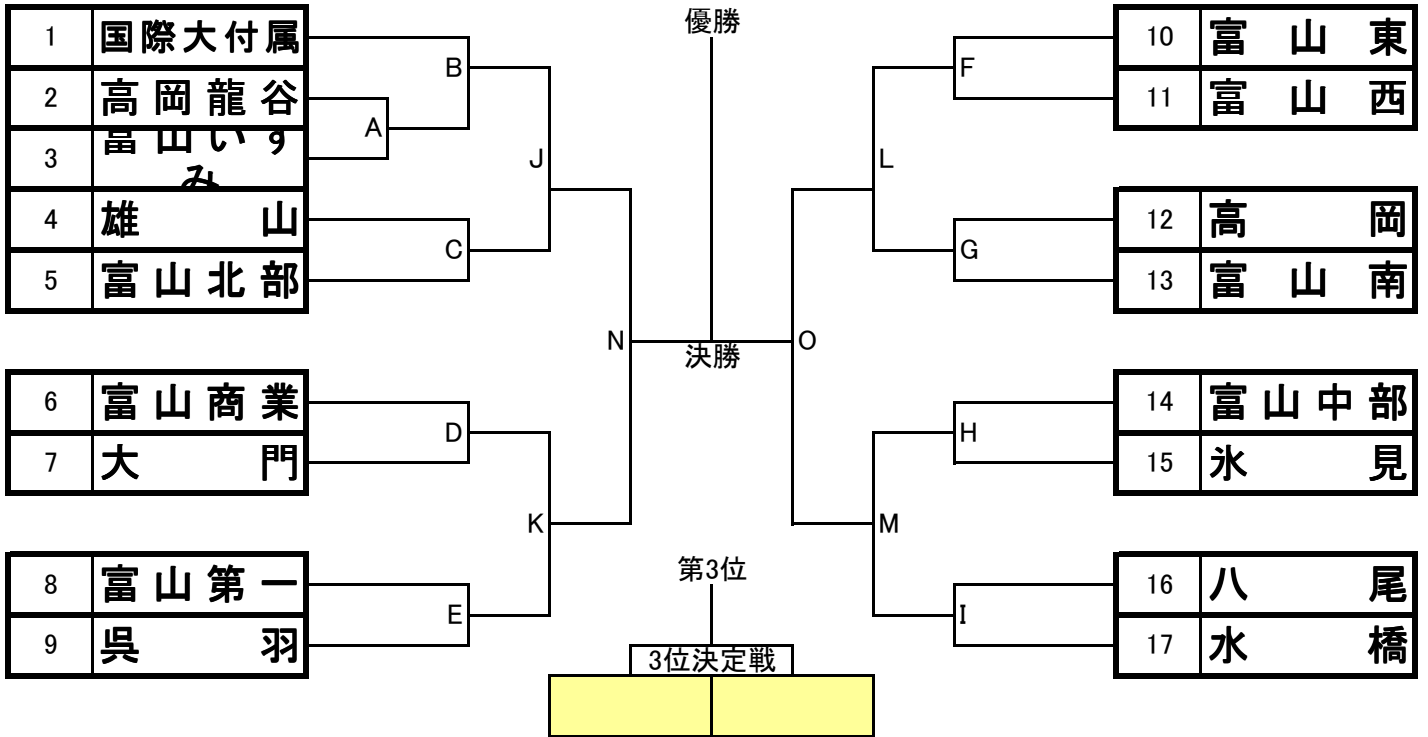 優勝
1 国際大付属
2 高岡龍谷
3 富山いずみ
4 雄山
5 富山北部
6 富山商業
7 大門
8 富山第一
9 呉羽
B
A
J
C
N
D
K
E
決勝
第3位
3位決定戦
F
L
G
O
H
M
I
10 富山東
11 富山西
12 高岡
13 富山南
14 富山中部
15 氷見
16 八尾
17 水橋